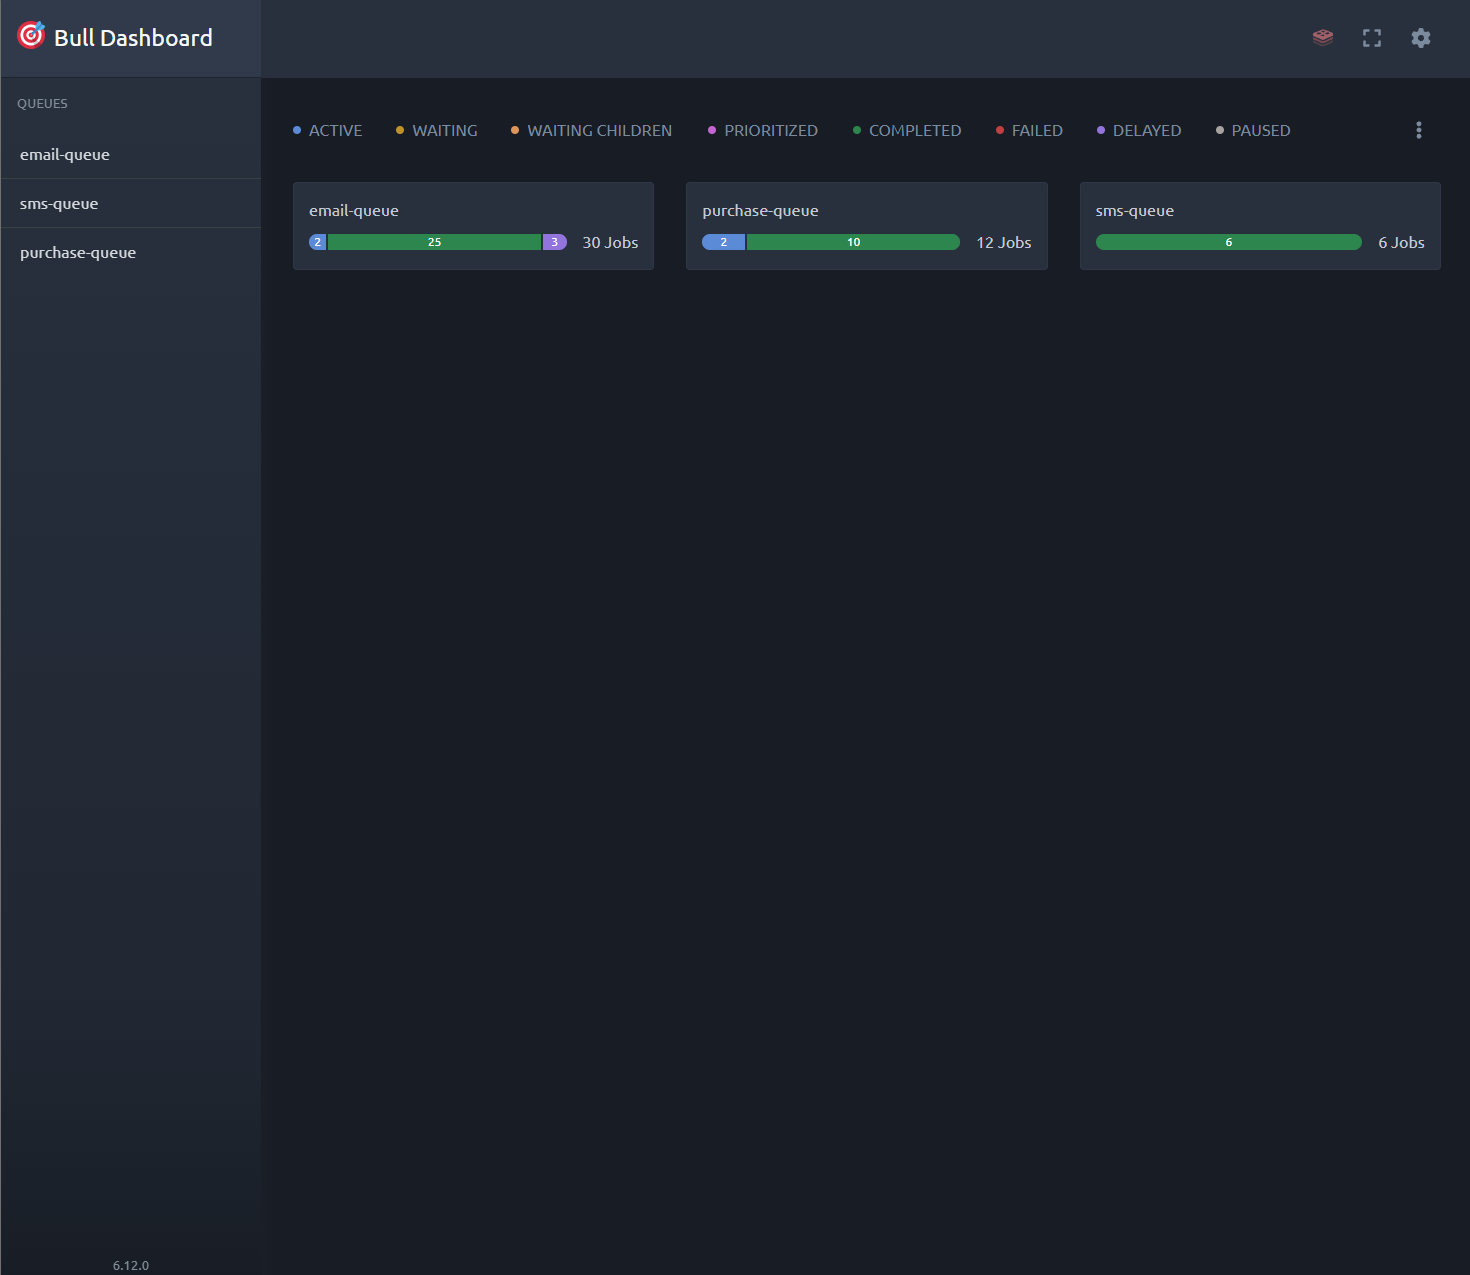 Bull Dashboard
QUEUES
email-queue
sms-queue
purchase-queue
6.12.0
ACTIVE WAITING WAITING CHILDREN PRIORITIZED COMPLETED FAILED DELAYED PAUSED
email-queue
2 25 3 30 Jobs
purchase-queue
2 10 12 Jobs
sms-queue
6 6 Jobs